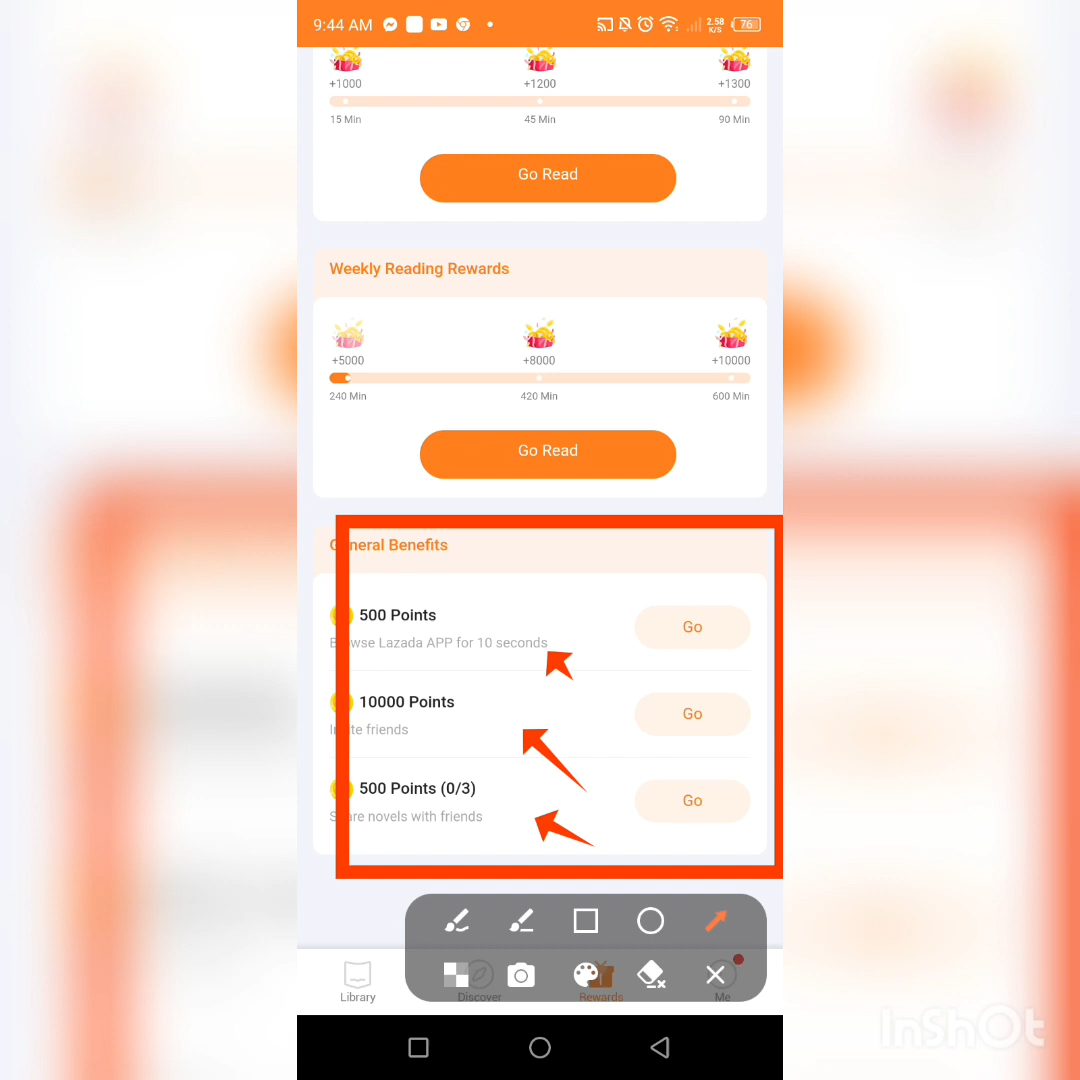 9:44 AM
2.58
K/S
76
+1000 +1200 +1300
15 Min 45 Min 90 Min
Go Read
Weekly Reading Rewards
+5000 +8000 +10000
240 Min 420 Min 600 Min
Go Read
General Benefits
500 Points
Browse Lazada APP for 10 seconds
Go
10000 Points
Invite friends
Go
500 Points (0/3)
Share novels with friends
Go
Library Discover Rewards Me
InShOt